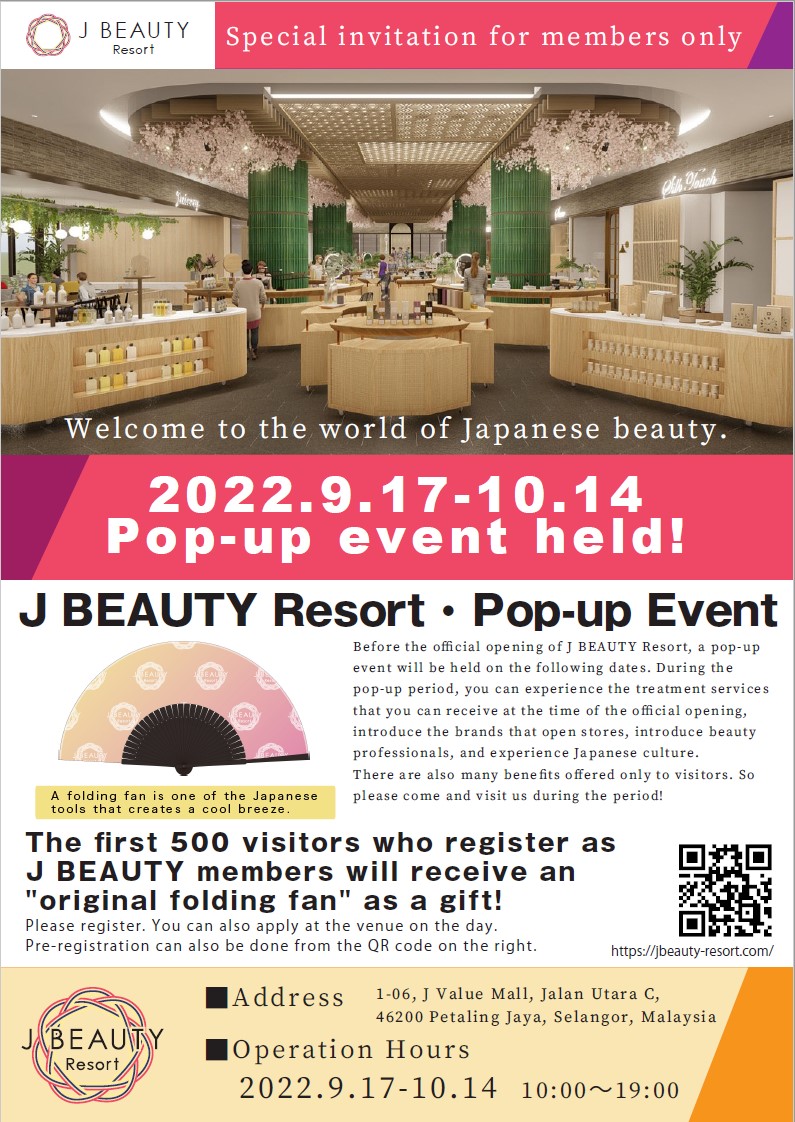 J BEAUTY
Resort
Special invitation for members only
Silk Touch
Welcome to the world of Japanese beauty.
2022.9.17-10.14
Pop-up event held!
J BEAUTY Resort・Pop-up Event
Before the official opening of J BEAUTY Resort, a pop-up
event will be held on the following dates. During the
pop-up period, you can experience the treatment services
that you can receive at the time of the official opening,
introduce the brands that open stores, introduce beauty
professionals, and experience Japanese culture.
There are also many benefits offered only to visitors. So
please come and visit us during the period!
A folding fan is one of the Japanese
tools that creates a cool breeze.
The first 500 visitors who register as
J BEAUTY members will receive an
"original folding fan" as a gift!
Please register. You can also apply at the venue on the day.
Pre-registration can also be done from the QR code on the right.
https://jbeauty-resort.com/
J BEAUTY
Resort
■Address
1-06, J Value Mall, Jalan Utara C,
46200 Petaling Jaya, Selangor, Malaysia
■Operation Hours
2022.9.17-10.14 10:00～19:00